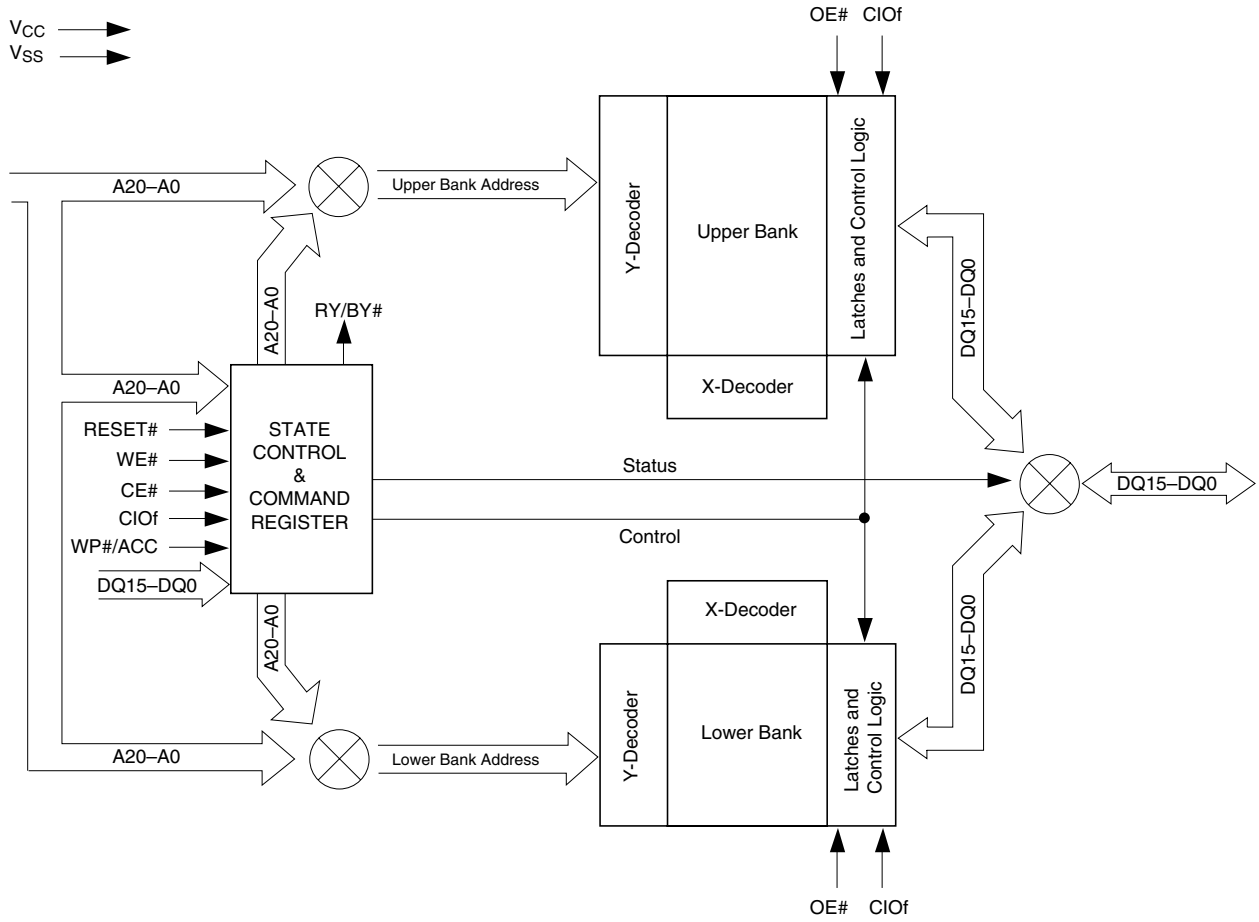 OE# CIOf
VCC
VSS
A20–A0
Upper Bank Address
Y-Decoder
Upper Bank
Latches and Control Logic
X-Decoder
DQ15–DQ0
A20–A0
RY/BY#
A20–A0
RESET#
WE#
CE#
CIOf
WP#/ACC
DQ15–DQ0
STATE
CONTROL
&
COMMAND
REGISTER
Status
Control
DQ15–DQ0
A20–A0
X-Decoder
Y-Decoder
Lower Bank
Latches and
Control Logic
DQ15–DQ0
A20–A0
Lower Bank Address
OE# CIOf